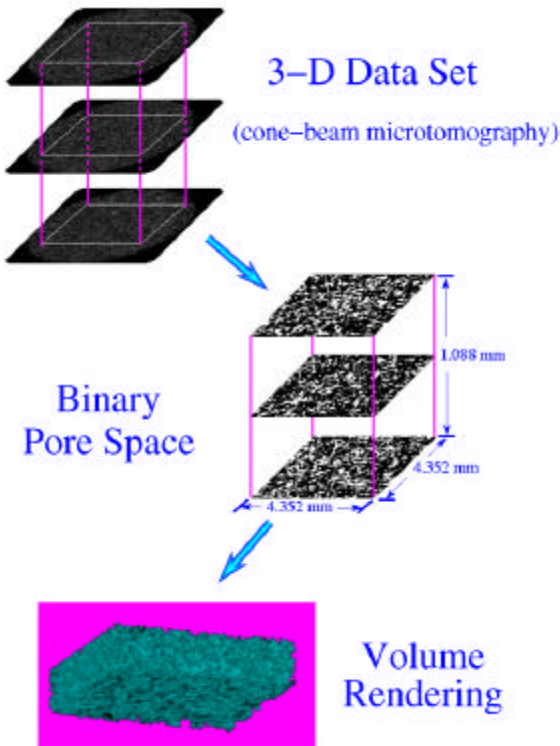 3-D Data Set
(cone-beam microtomography)
1.088 mm
Binary
Pore Space
4.352 mm
4.352 mm
Volume
Rendering